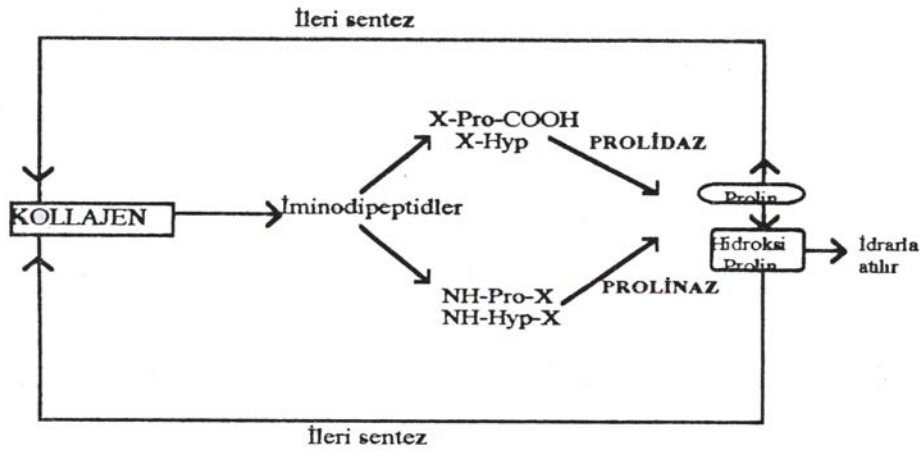 İleri sentez
X-Pro-COOH
X-Hyp
PROLİDAZ
KOLLAJEN
İminodipeptidler
Prolin
Hidroksi
Prolin
İdrarla
atılır
NH-Pro-X
NH-Hyp-X
PROLİNAZ
İleri sentez